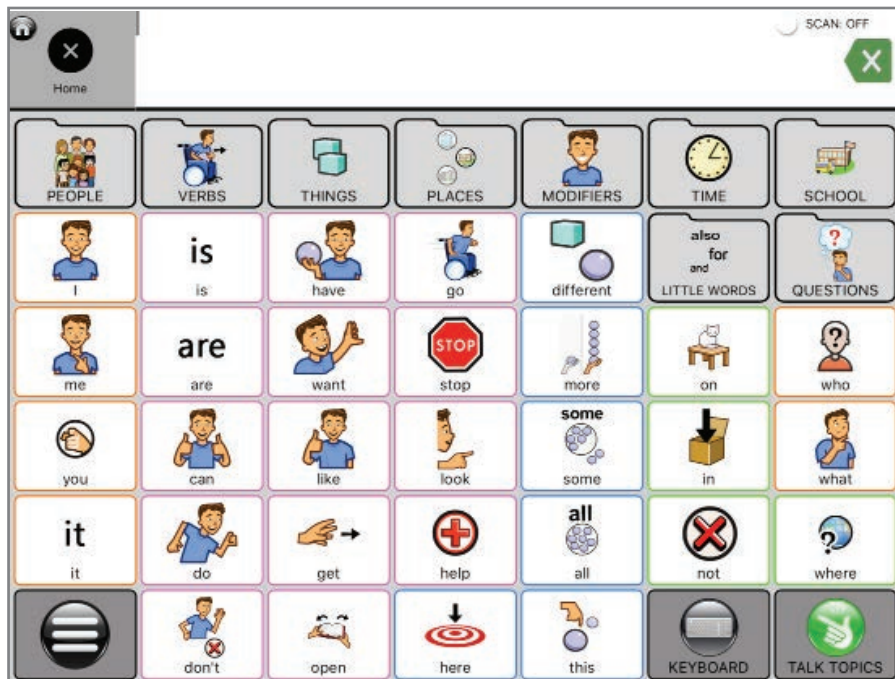 SCAN: OFF
Home
PEOPLE VERBS THINGS PLACES MODIFIERS TIME SCHOOL
is also for and
I is have go different LITTLE WORDS QUESTIONS
are STOP
me are want stop more on who
some
you can like look some in what
it all
it do get help all not where
don't open here this KEYBOARD TALK TOPICS